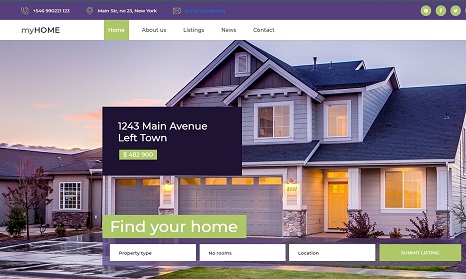 +546 990221 123
Main Str, no 23, New York
myHOME
Home
About us
Listings
News
Contact
1243 Main Avenue
Left Town
$ 482 900
Find your home
Property type
No rooms
Location
SUBMIT LISTING